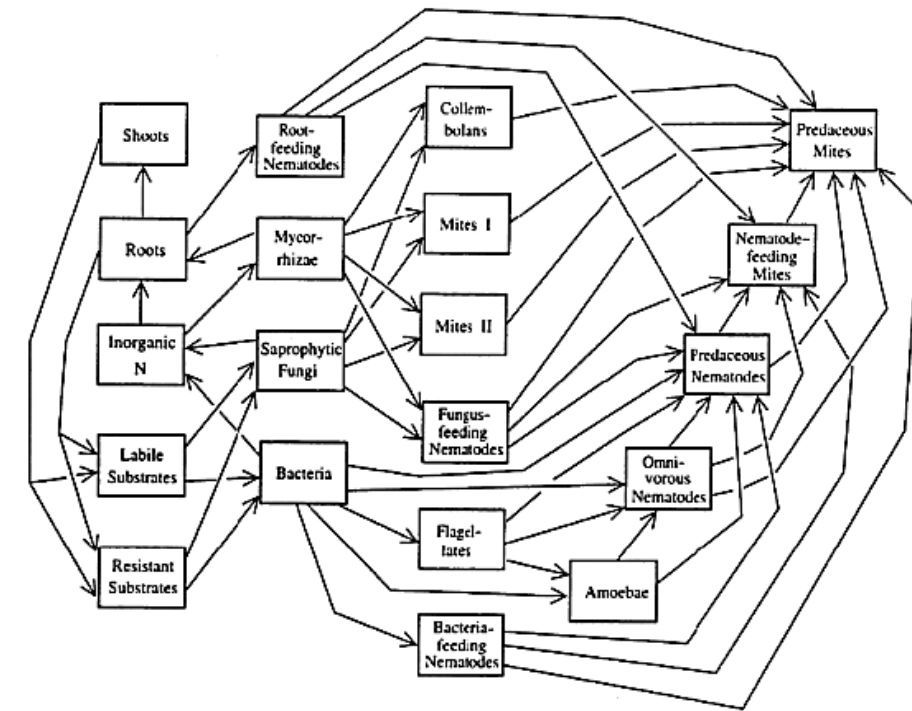 Shoots
Roots
Inorganic
N
Labile
Substrates
Resistant
Substrates
Root-
feeding
Nematodes
Mycor-
rhizae
Saprophytic
Fungi
Bacteria
Collem-
bolans
Mites I
Mites II
Fungus-
feeding
Nematodes
Flagel-
lates
Bacteria-
feeding
Nematodes
Amoebae
Omni-
vorous
Nematodes
Predaceous
Nematodes
Nematode-
feeding
Mites
Predaceous
Mites